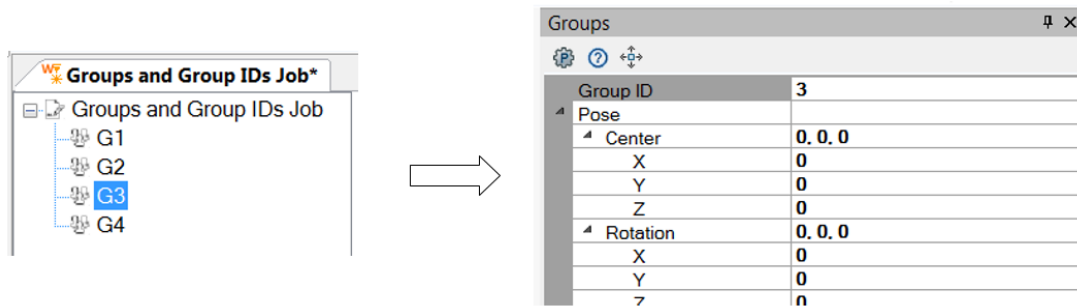 Groups and Group IDs Job*
Groups and Group IDs Job
G1
G2
G3
G4
Groups
Group ID 3
Pose
Center 0, 0, 0
X 0
Y 0
Z 0
Rotation 0, 0, 0
X 0
Y 0
Z 0